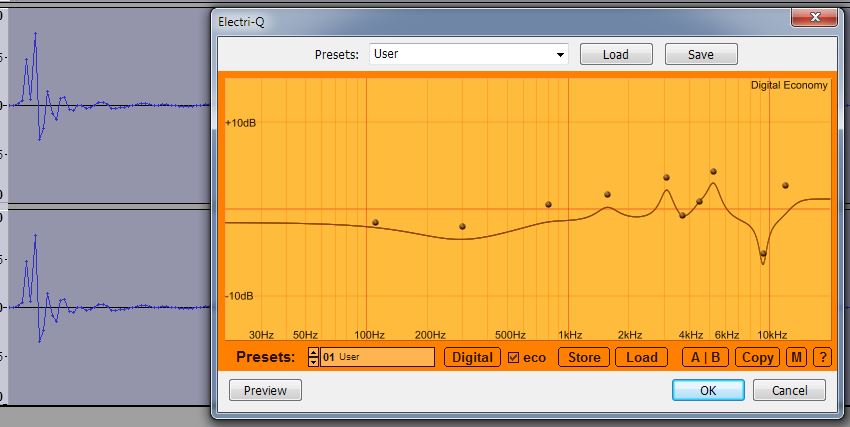 Electri-Q
Presets: User Load Save
Digital Economy
+10dB
-10dB
30Hz 50Hz 100Hz 200Hz 500Hz 1kHz 2kHz 4kHz 6kHz 10kHz
Presets: 01 User Digital eco Store Load A | B Copy M ?
Preview OK Cancel